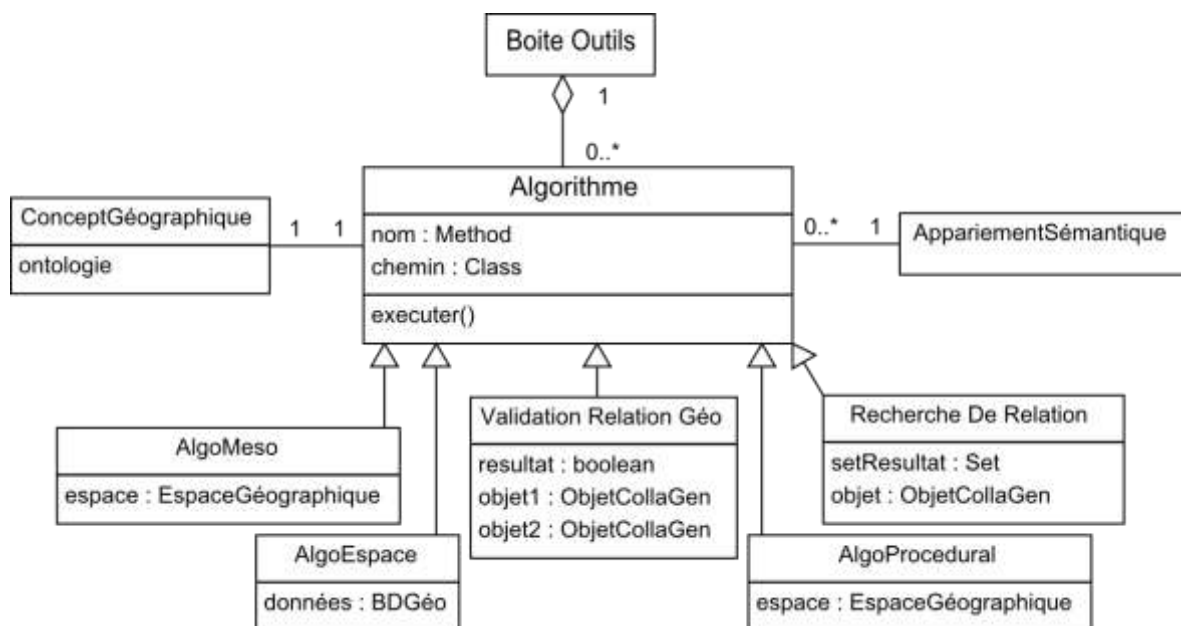 Boite Outils
1
0..*
Algorithme
nom : Method
chemin : Class
executer()
ConceptGéographique
ontologie
1
1
0..*
1
AppariementSémantique
AlgoMeso
espace : EspaceGéographique
AlgoEspace
données : BDGéo
Validation Relation Géo
resultat : boolean
objet1 : ObjetCollaGen
objet2 : ObjetCollaGen
AlgoProcedural
espace : EspaceGéographique
Recherche De Relation
setResultat : Set
objet : ObjetCollaGen